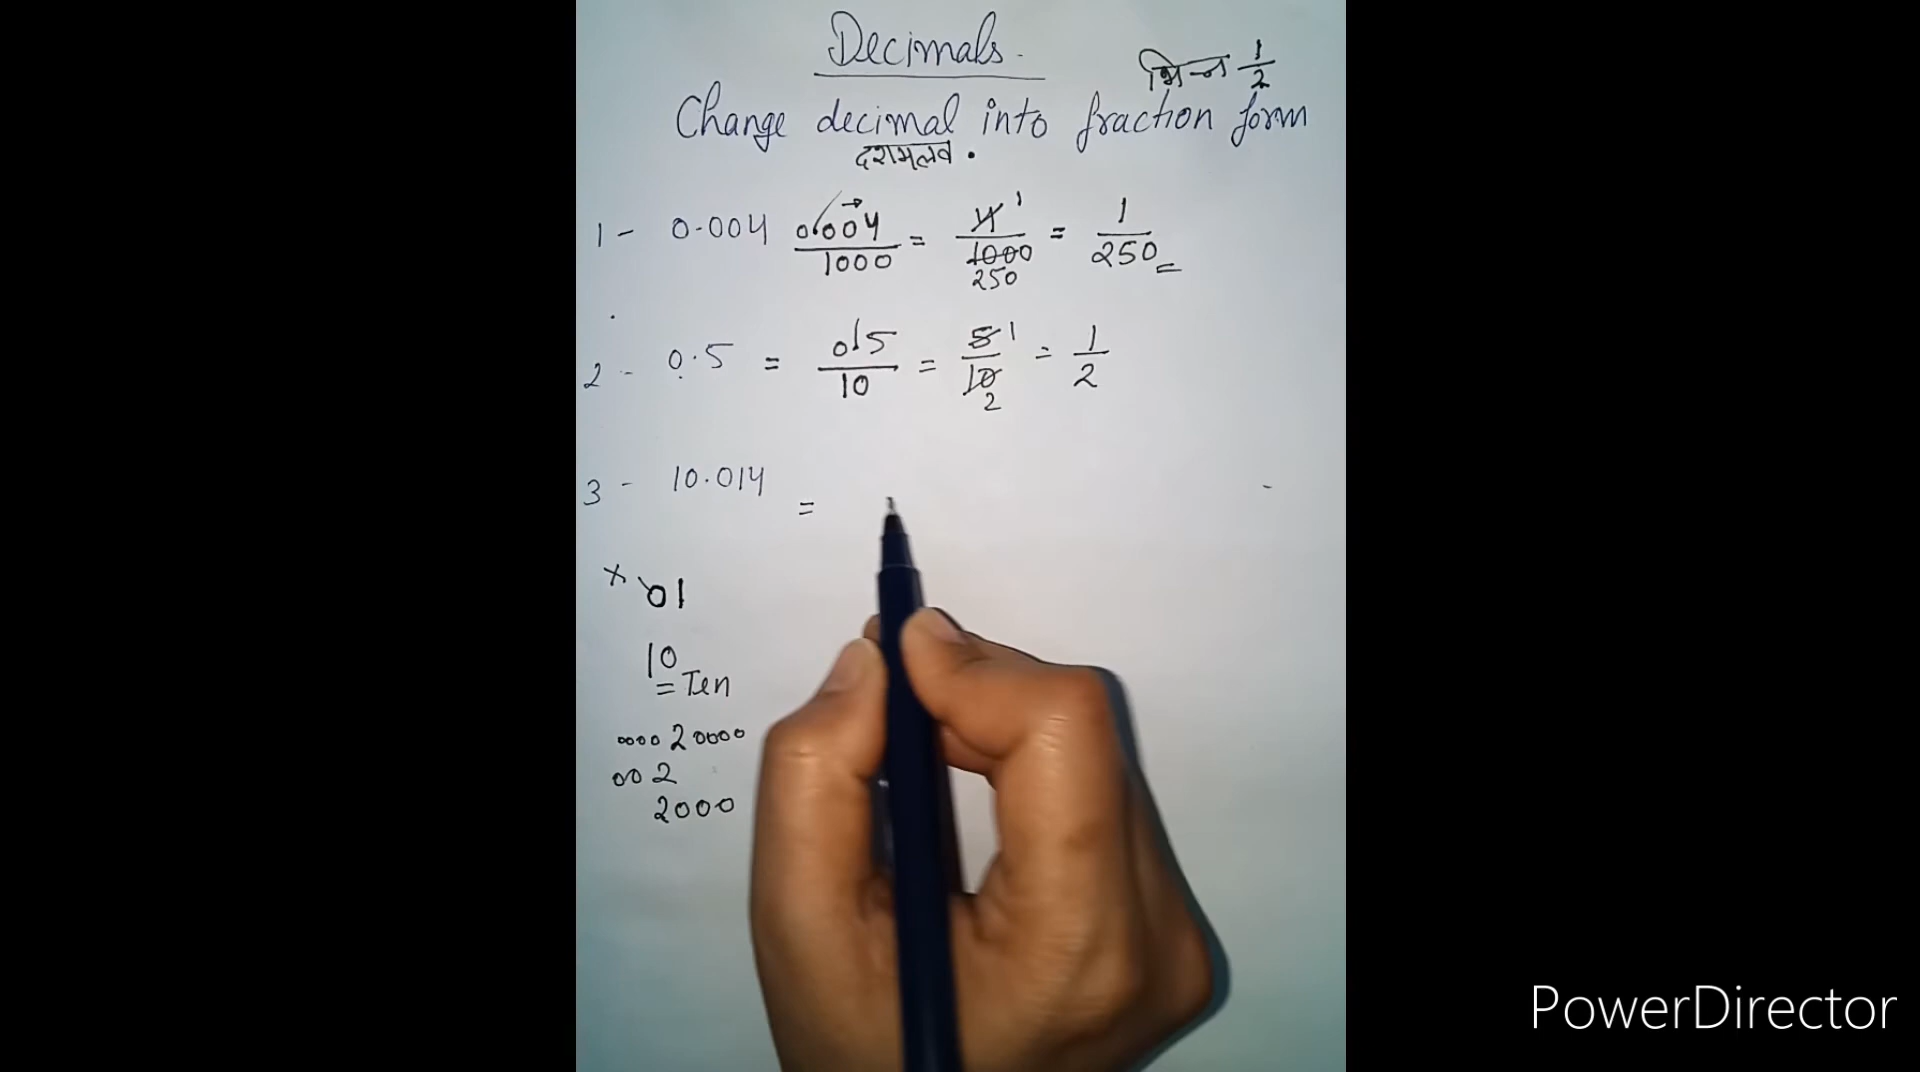 Decimals.
भिन्न 1/2
Change decimal into fraction form
दशमलव .
1 - 0.004 0.004/1000 = 4 1/1000 250 = 1/250
2 - 0.5 = 0.5/10 = 5 1/10 2 = 1/2
3 - 10.014 =
x 01
10
= Ten
0000 2 0000
00 2
2000
PowerDirector